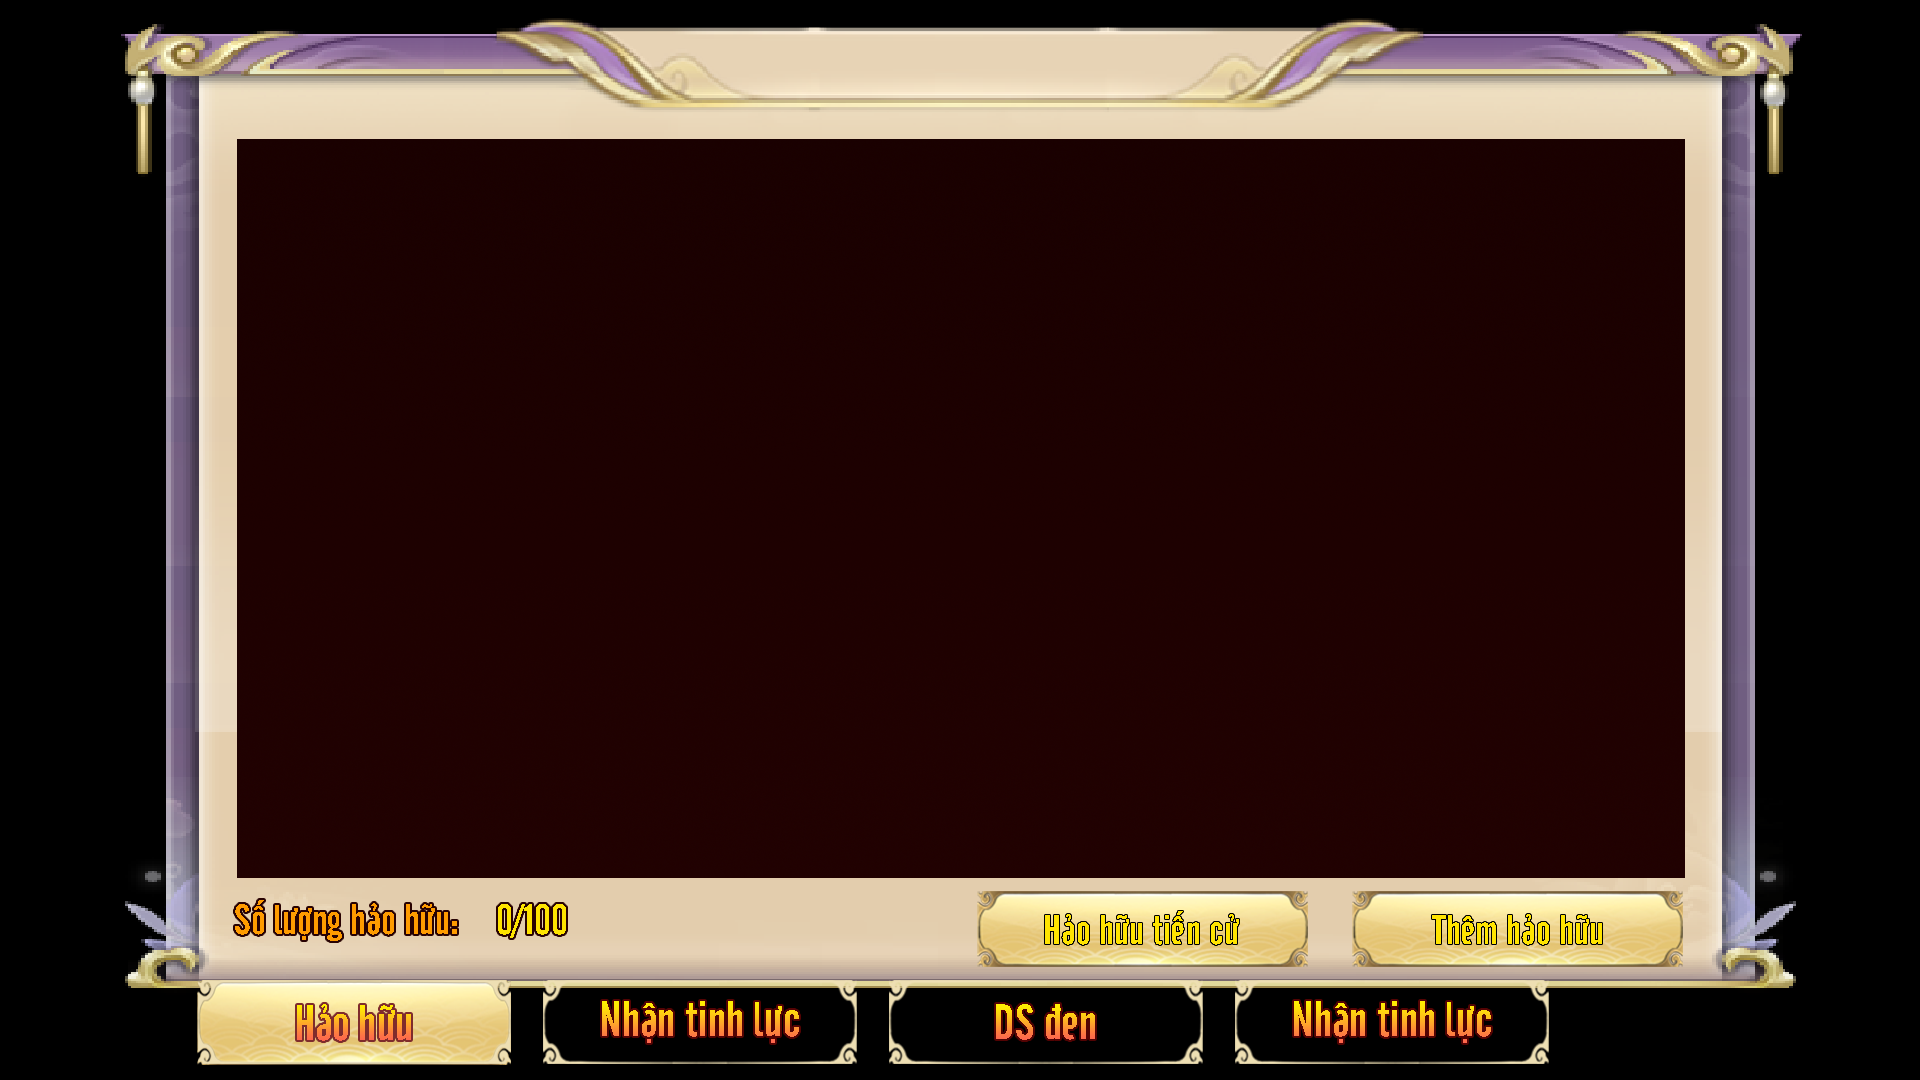 Số lượng hảo hữu: 0/100
Hảo hữu tiến cử
Thêm hảo hữu
Hảo hữu
Nhận tinh lực
DS đen
Nhận tinh lực